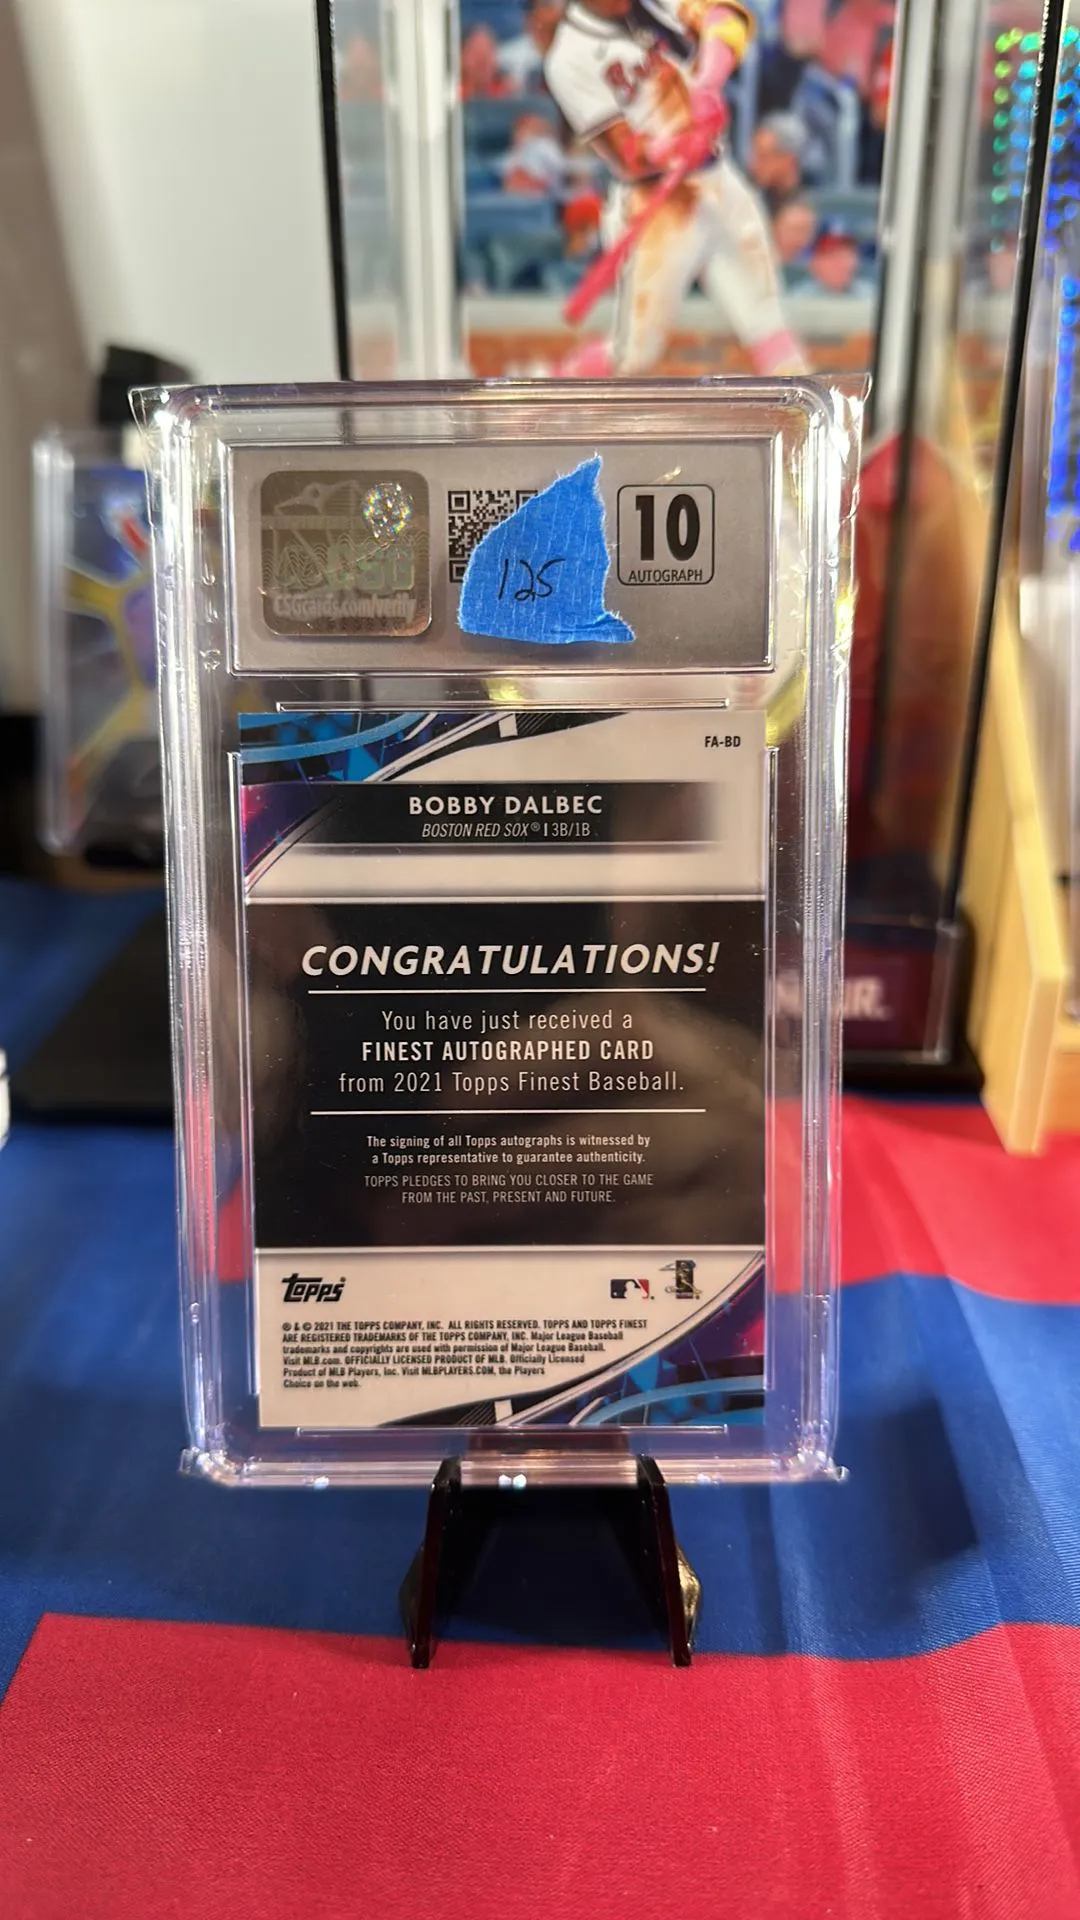 CSG
CSGcards.com/verify
125
10
AUTOGRAPH
FA-BD
BOBBY DALBEC
BOSTON RED SOX® | 3B/1B
CONGRATULATIONS!
You have just received a
FINEST AUTOGRAPHED CARD
from 2021 Topps Finest Baseball.
The signing of all Topps autographs is witnessed by
a Topps representative to guarantee authenticity.
TOPPS PLEDGES TO BRING YOU CLOSER TO THE GAME
FROM THE PAST, PRESENT AND FUTURE.
topps
® & © 2021 THE TOPPS COMPANY, INC. ALL RIGHTS RESERVED. TOPPS AND TOPPS FINEST
ARE REGISTERED TRADEMARKS OF THE TOPPS COMPANY, INC. Major League Baseball
trademarks and copyrights are used with permission of Major League Baseball.
Visit MLB.com. OFFICIALLY LICENSED PRODUCT OF MLB. Officially Licensed
Product of MLB Players, Inc. Visit MLBPLAYERS.COM, the Players
Choice on the web.